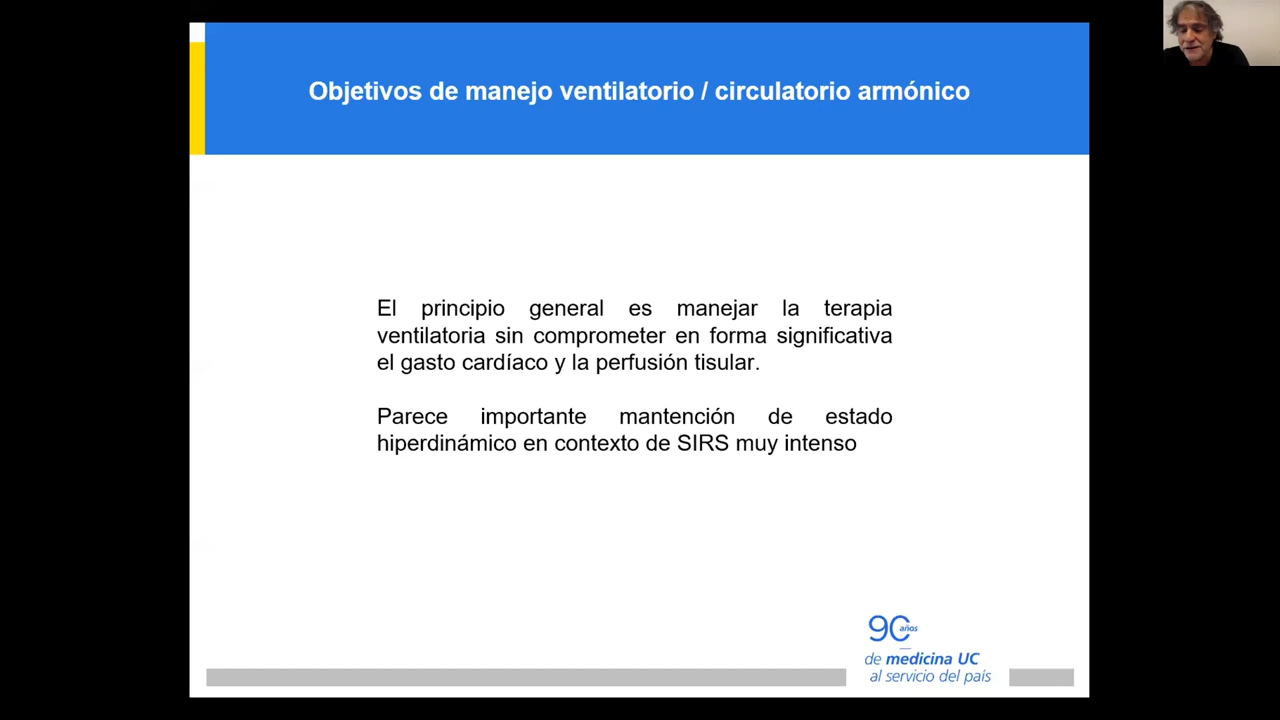 Objetivos de manejo ventilatorio / circulatorio armónico
El principio general es manejar la terapia
ventilatoria sin comprometer en forma significativa
el gasto cardíaco y la perfusión tisular.
Parece importante mantención de estado
hiperdinámico en contexto de SIRS muy intenso
90 años
de medicina UC
al servicio del país